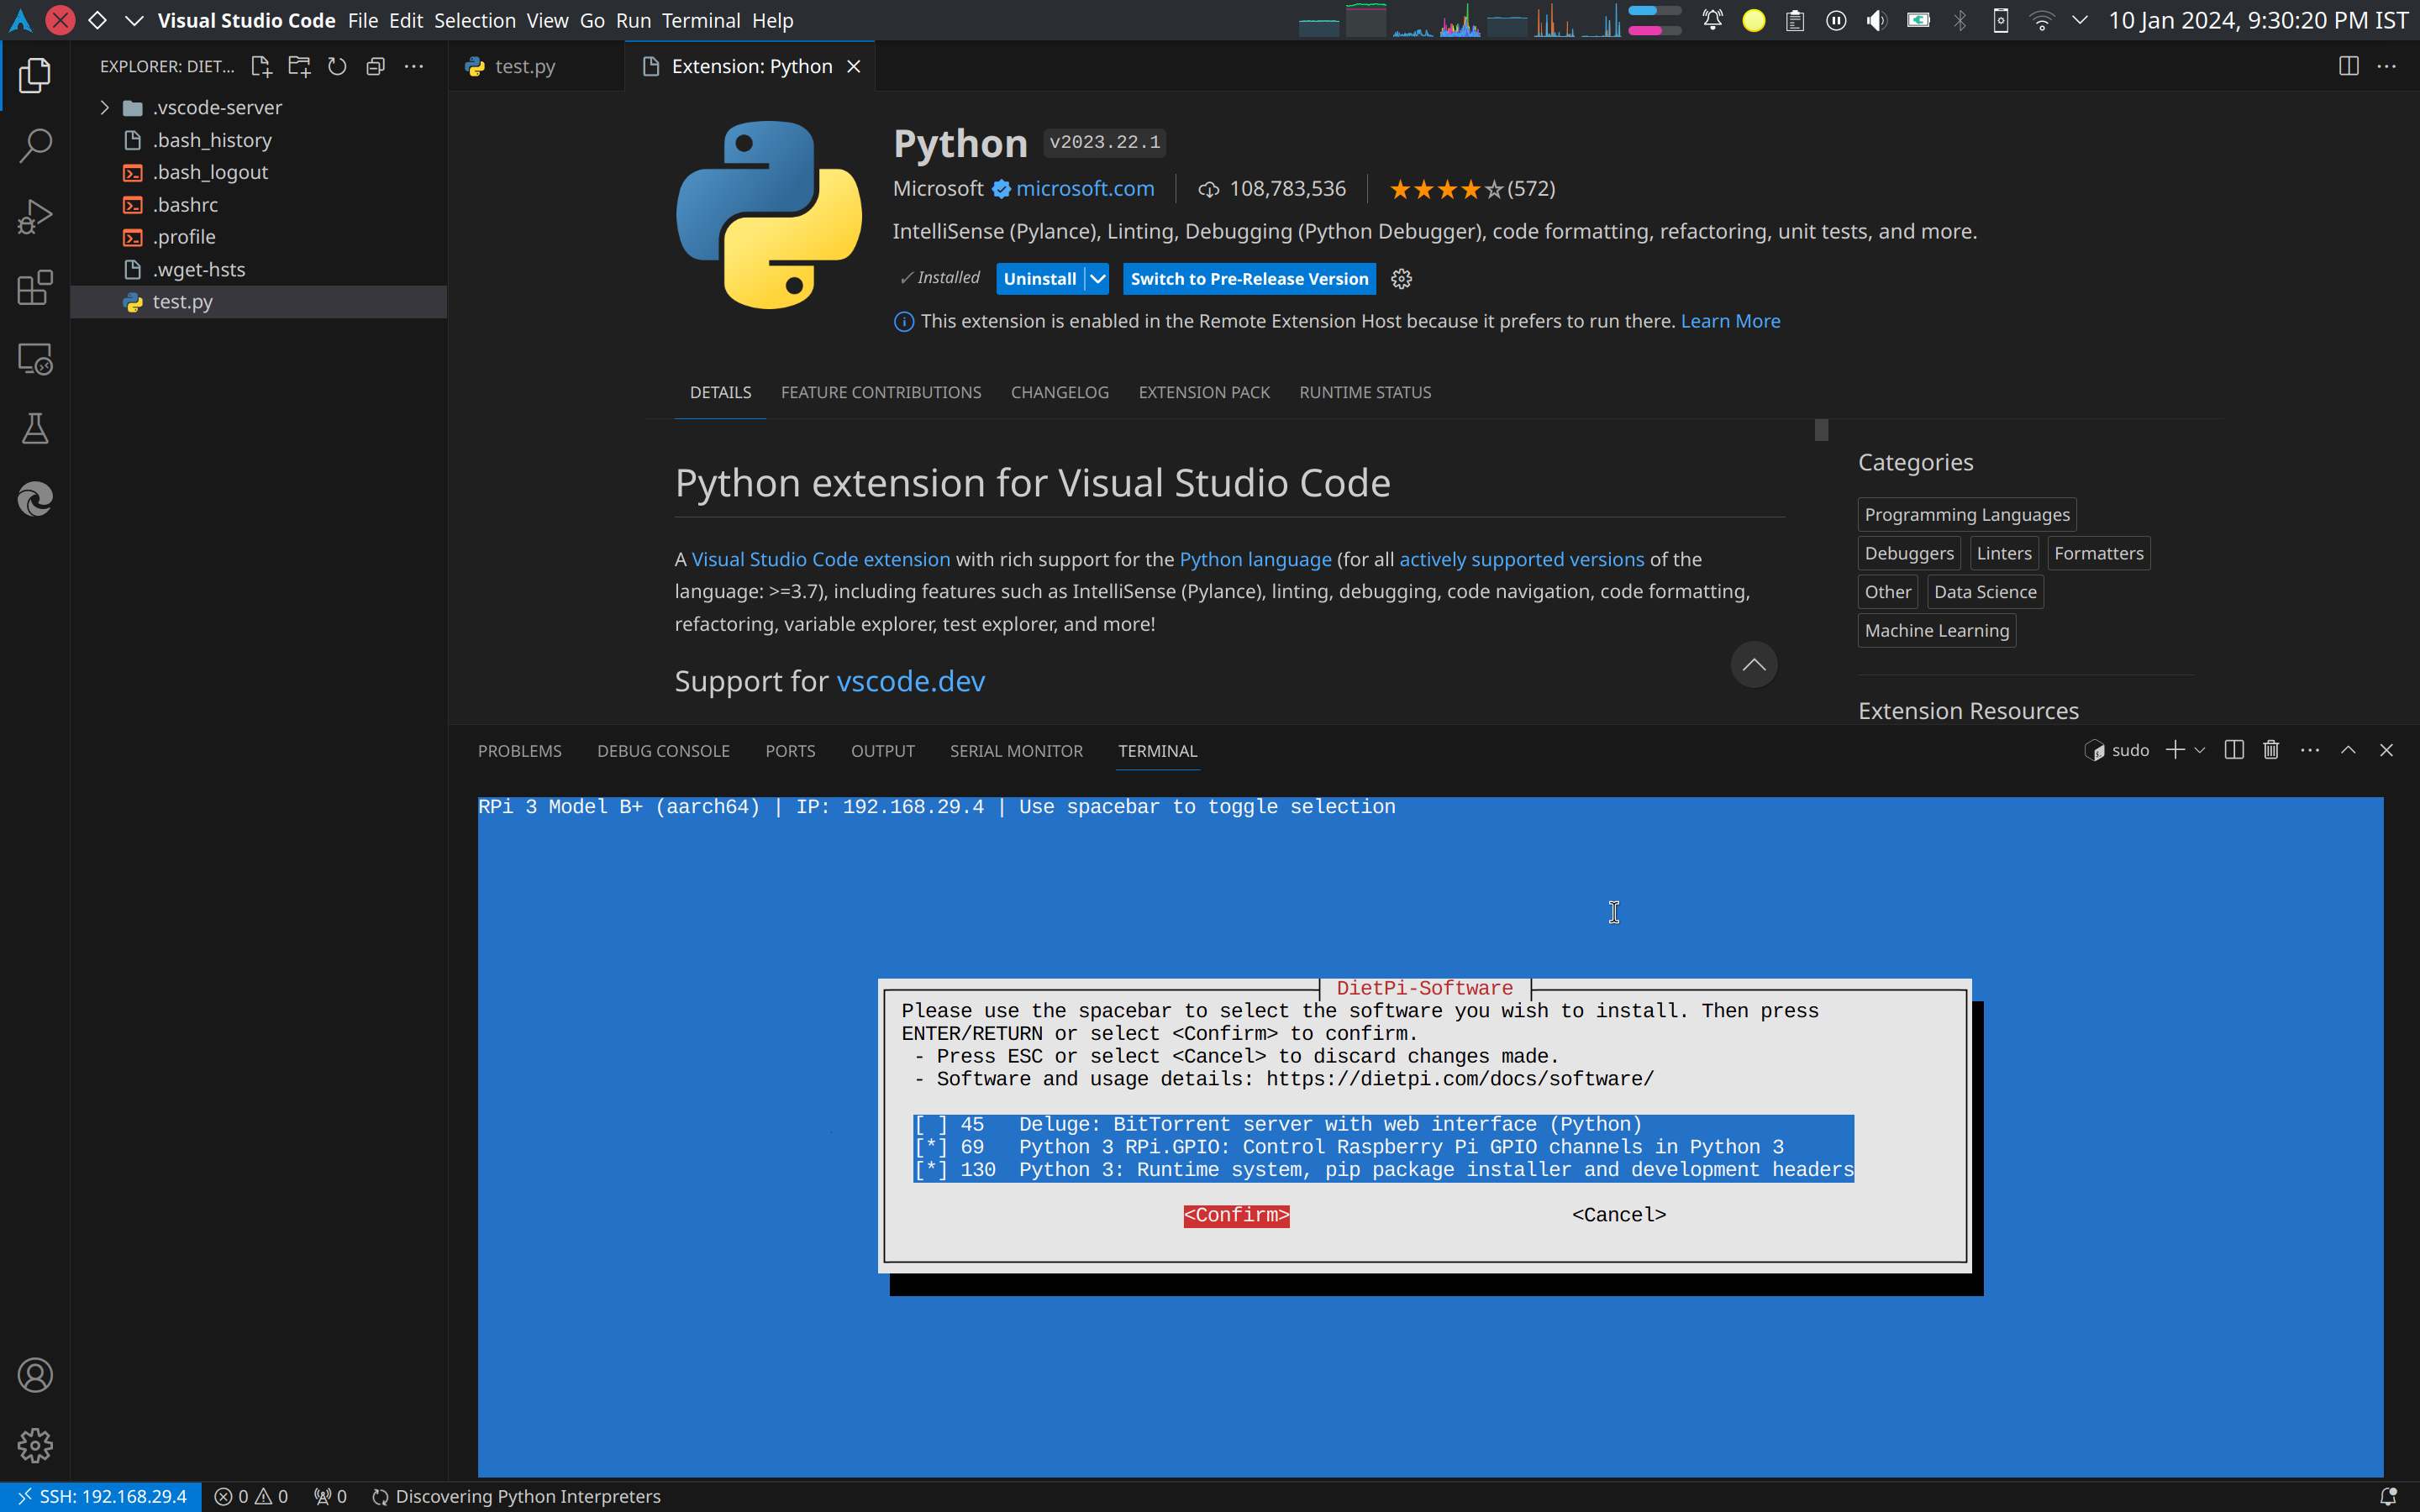 Visual Studio Code File Edit Selection View Go Run Terminal Help
10 Jan 2024, 9:30:20 PM IST
EXPLORER: DIET...
test.py
Extension: Python
.vscode-server
.bash_history
.bash_logout
.bashrc
.profile
.wget-hsts
test.py
Python v2023.22.1
Microsoft microsoft.com 108,783,536 (572)
IntelliSense (Pylance), Linting, Debugging (Python Debugger), code formatting, refactoring, unit tests, and more.
Installed Uninstall Switch to Pre-Release Version
This extension is enabled in the Remote Extension Host because it prefers to run there. Learn More
DETAILS FEATURE CONTRIBUTIONS CHANGELOG EXTENSION PACK RUNTIME STATUS
Python extension for Visual Studio Code
A Visual Studio Code extension with rich support for the Python language (for all actively supported versions of the
language: >=3.7), including features such as IntelliSense (Pylance), linting, debugging, code navigation, code formatting,
refactoring, variable explorer, test explorer, and more!
Support for vscode.dev
Categories
Programming Languages
Debuggers Linters Formatters
Other Data Science
Machine Learning
Extension Resources
PROBLEMS DEBUG CONSOLE PORTS OUTPUT SERIAL MONITOR TERMINAL
sudo
RPi 3 Model B+ (aarch64) | IP: 192.168.29.4 | Use spacebar to toggle selection
DietPi-Software
Please use the spacebar to select the software you wish to install. Then press
ENTER/RETURN or select <Confirm> to confirm.
- Press ESC or select <Cancel> to discard changes made.
- Software and usage details: https://dietpi.com/docs/software/
[ ] 45 Deluge: BitTorrent server with web interface (Python)
[*] 69 Python 3 RPi.GPIO: Control Raspberry Pi GPIO channels in Python 3
[*] 130 Python 3: Runtime system, pip package installer and development headers
<Confirm> <Cancel>
SSH: 192.168.29.4 0 0 0 Discovering Python Interpreters